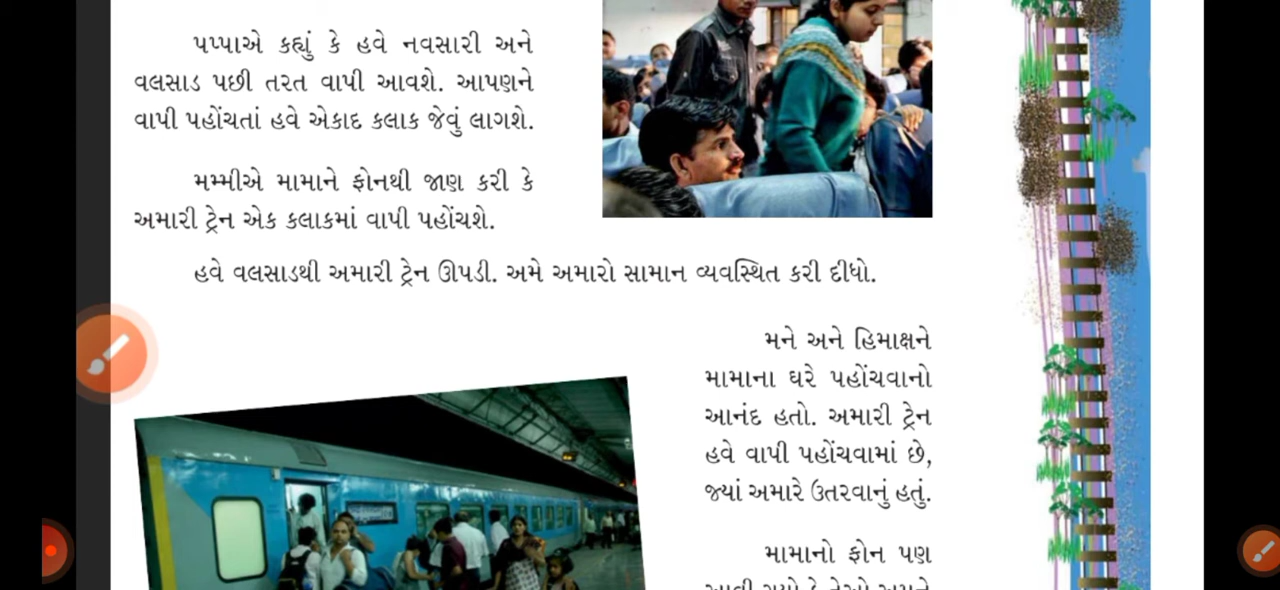 પપ્પાએ કહ્યું કે હવે નવસારી અને
વલસાડ પછી તરત વાપી આવશે. આપણને
વાપી પહોંચતાં હવે એકાદ કલાક જેવું લાગશે.
મમ્મીએ મામાને ફોનથી જાણ કરી કે
અમારી ટ્રેન એક કલાકમાં વાપી પહોંચશે.
હવે વલસાડથી અમારી ટ્રેન ઊપડી. અમે અમારો સામાન વ્યવસ્થિત કરી દીધો.
મને અને હિમાક્ષને
મામાના ઘરે પહોંચવાનો
આનંદ હતો. અમારી ટ્રેન
હવે વાપી પહોંચવામાં છે,
જ્યાં અમારે ઉતરવાનું હતું.
મામાનો ફોન પણ